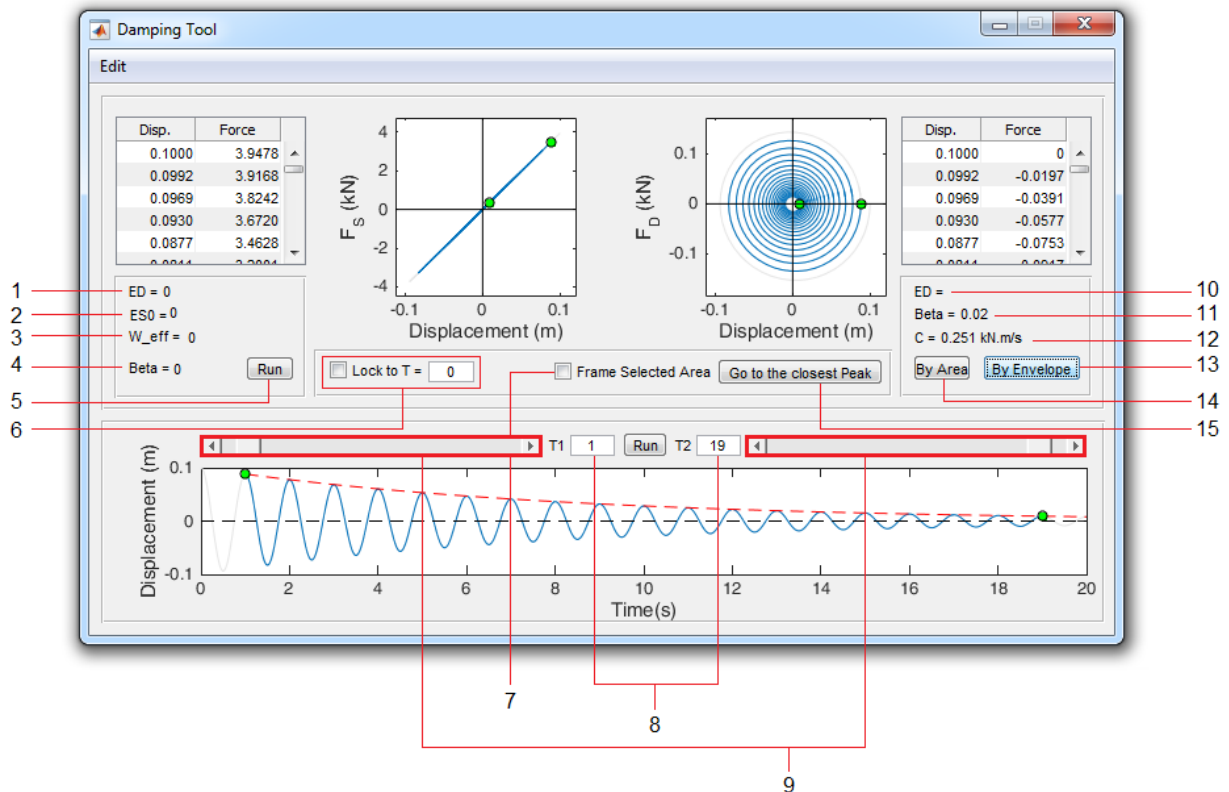 Damping Tool
Edit
Disp. Force
0.1000 3.9478
0.0992 3.9168
0.0969 3.8242
0.0930 3.6720
0.0877 3.4628
F_S (kN)
4
2
0
-2
-4
-0.1 0 0.1
Displacement (m)
F_D (kN)
0.1
0
-0.1
-0.1 0 0.1
Displacement (m)
Disp. Force
0.1000 0
0.0992 -0.0197
0.0969 -0.0391
0.0930 -0.0577
0.0877 -0.0753
1 ED = 0
2 ES0 = 0
3 W_eff = 0
4 Beta = 0 Run
5
6
Lock to T = 0
Frame Selected Area
Go to the closest Peak
ED = 10
Beta = 0.02 11
C = 0.251 kN.m/s 12
By Area By Envelope 13
14
15
T1 1 Run T2 19
Displacement (m)
0.1
0
-0.1
0 2 4 6 8 10 12 14 16 18 20
Time(s)
7
8
9